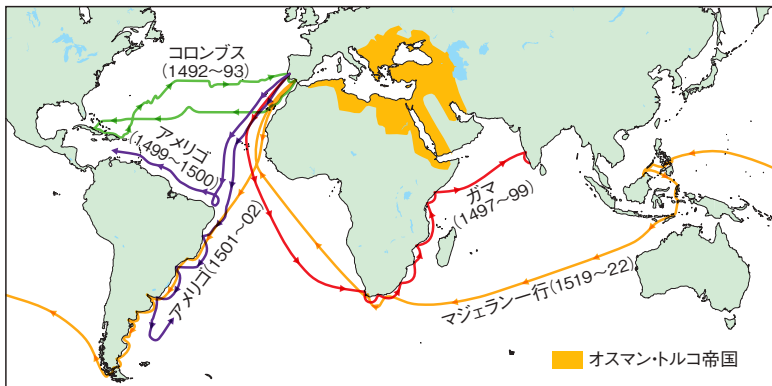 コロンブス
(1492〜93)
アメリゴ
(1499〜1500)
アメリゴ(1501〜02)
ガマ
(1497〜99)
マジェラン一行(1519〜22)
オスマン・トルコ帝国